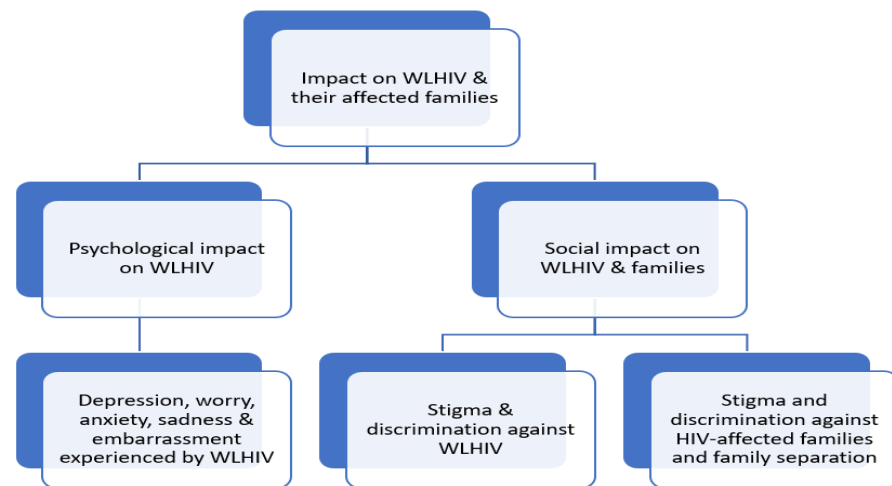 Impact on WLHIV &
their affected families
Psychological impact
on WLHIV
Social impact on
WLHIV & families
Depression, worry,
anxiety, sadness &
embarrassment
experienced by WLHIV
Stigma &
discrimination against
WLHIV
Stigma and
discrimination against
HIV-affected families
and family separation